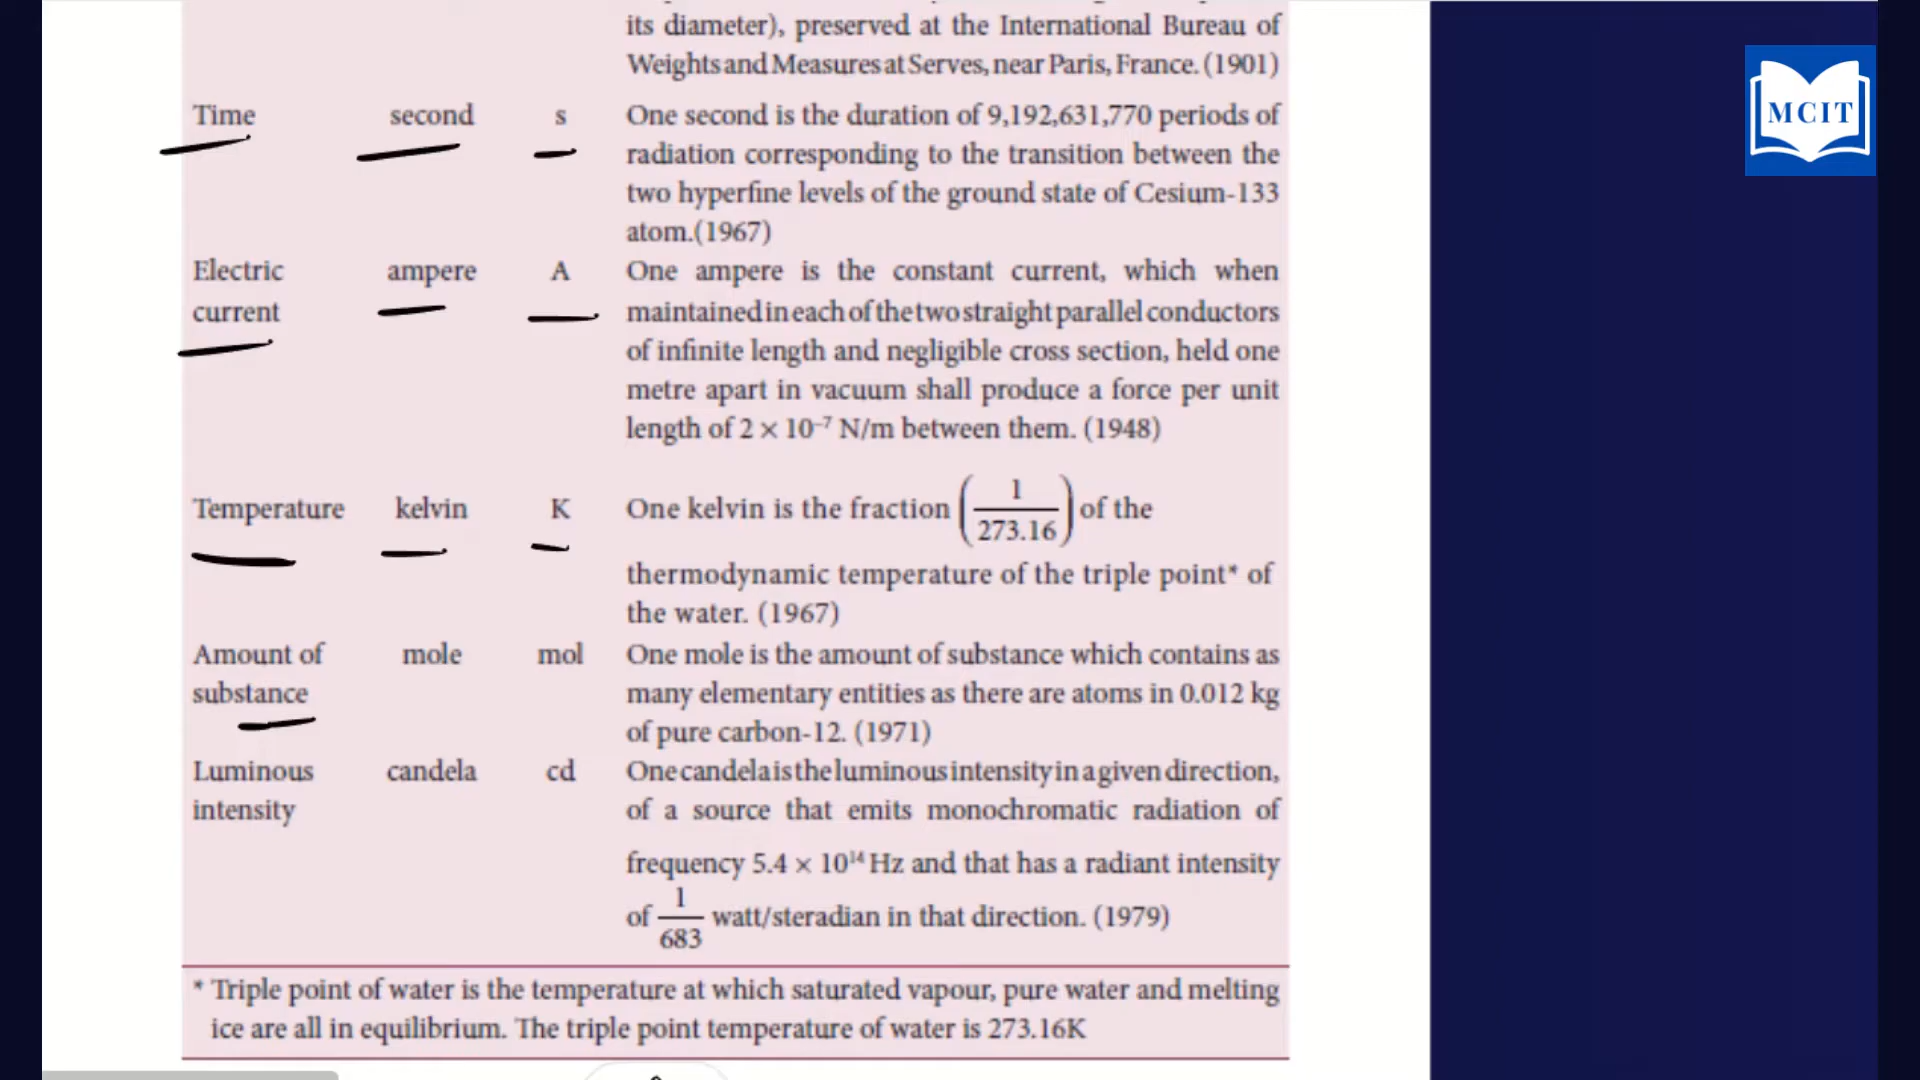 its diameter), preserved at the International Bureau of
Weights and Measures at Serves, near Paris, France. (1901)
Time second s One second is the duration of 9,192,631,770 periods of
radiation corresponding to the transition between the
two hyperfine levels of the ground state of Cesium-133
atom.(1967)
Electric ampere A One ampere is the constant current, which when
current maintained in each of the two straight parallel conductors
of infinite length and negligible cross section, held one
metre apart in vacuum shall produce a force per unit
length of 2 × 10⁻⁷ N/m between them. (1948)
Temperature kelvin K One kelvin is the fraction (1/273.16) of the
thermodynamic temperature of the triple point* of
the water. (1967)
Amount of mole mol One mole is the amount of substance which contains as
substance many elementary entities as there are atoms in 0.012 kg
of pure carbon-12. (1971)
Luminous candela cd One candela is the luminous intensity in a given direction,
intensity of a source that emits monochromatic radiation of
frequency 5.4 × 10¹⁴ Hz and that has a radiant intensity
of 1/683 watt/steradian in that direction. (1979)
* Triple point of water is the temperature at which saturated vapour, pure water and melting
ice are all in equilibrium. The triple point temperature of water is 273.16K
MCIT